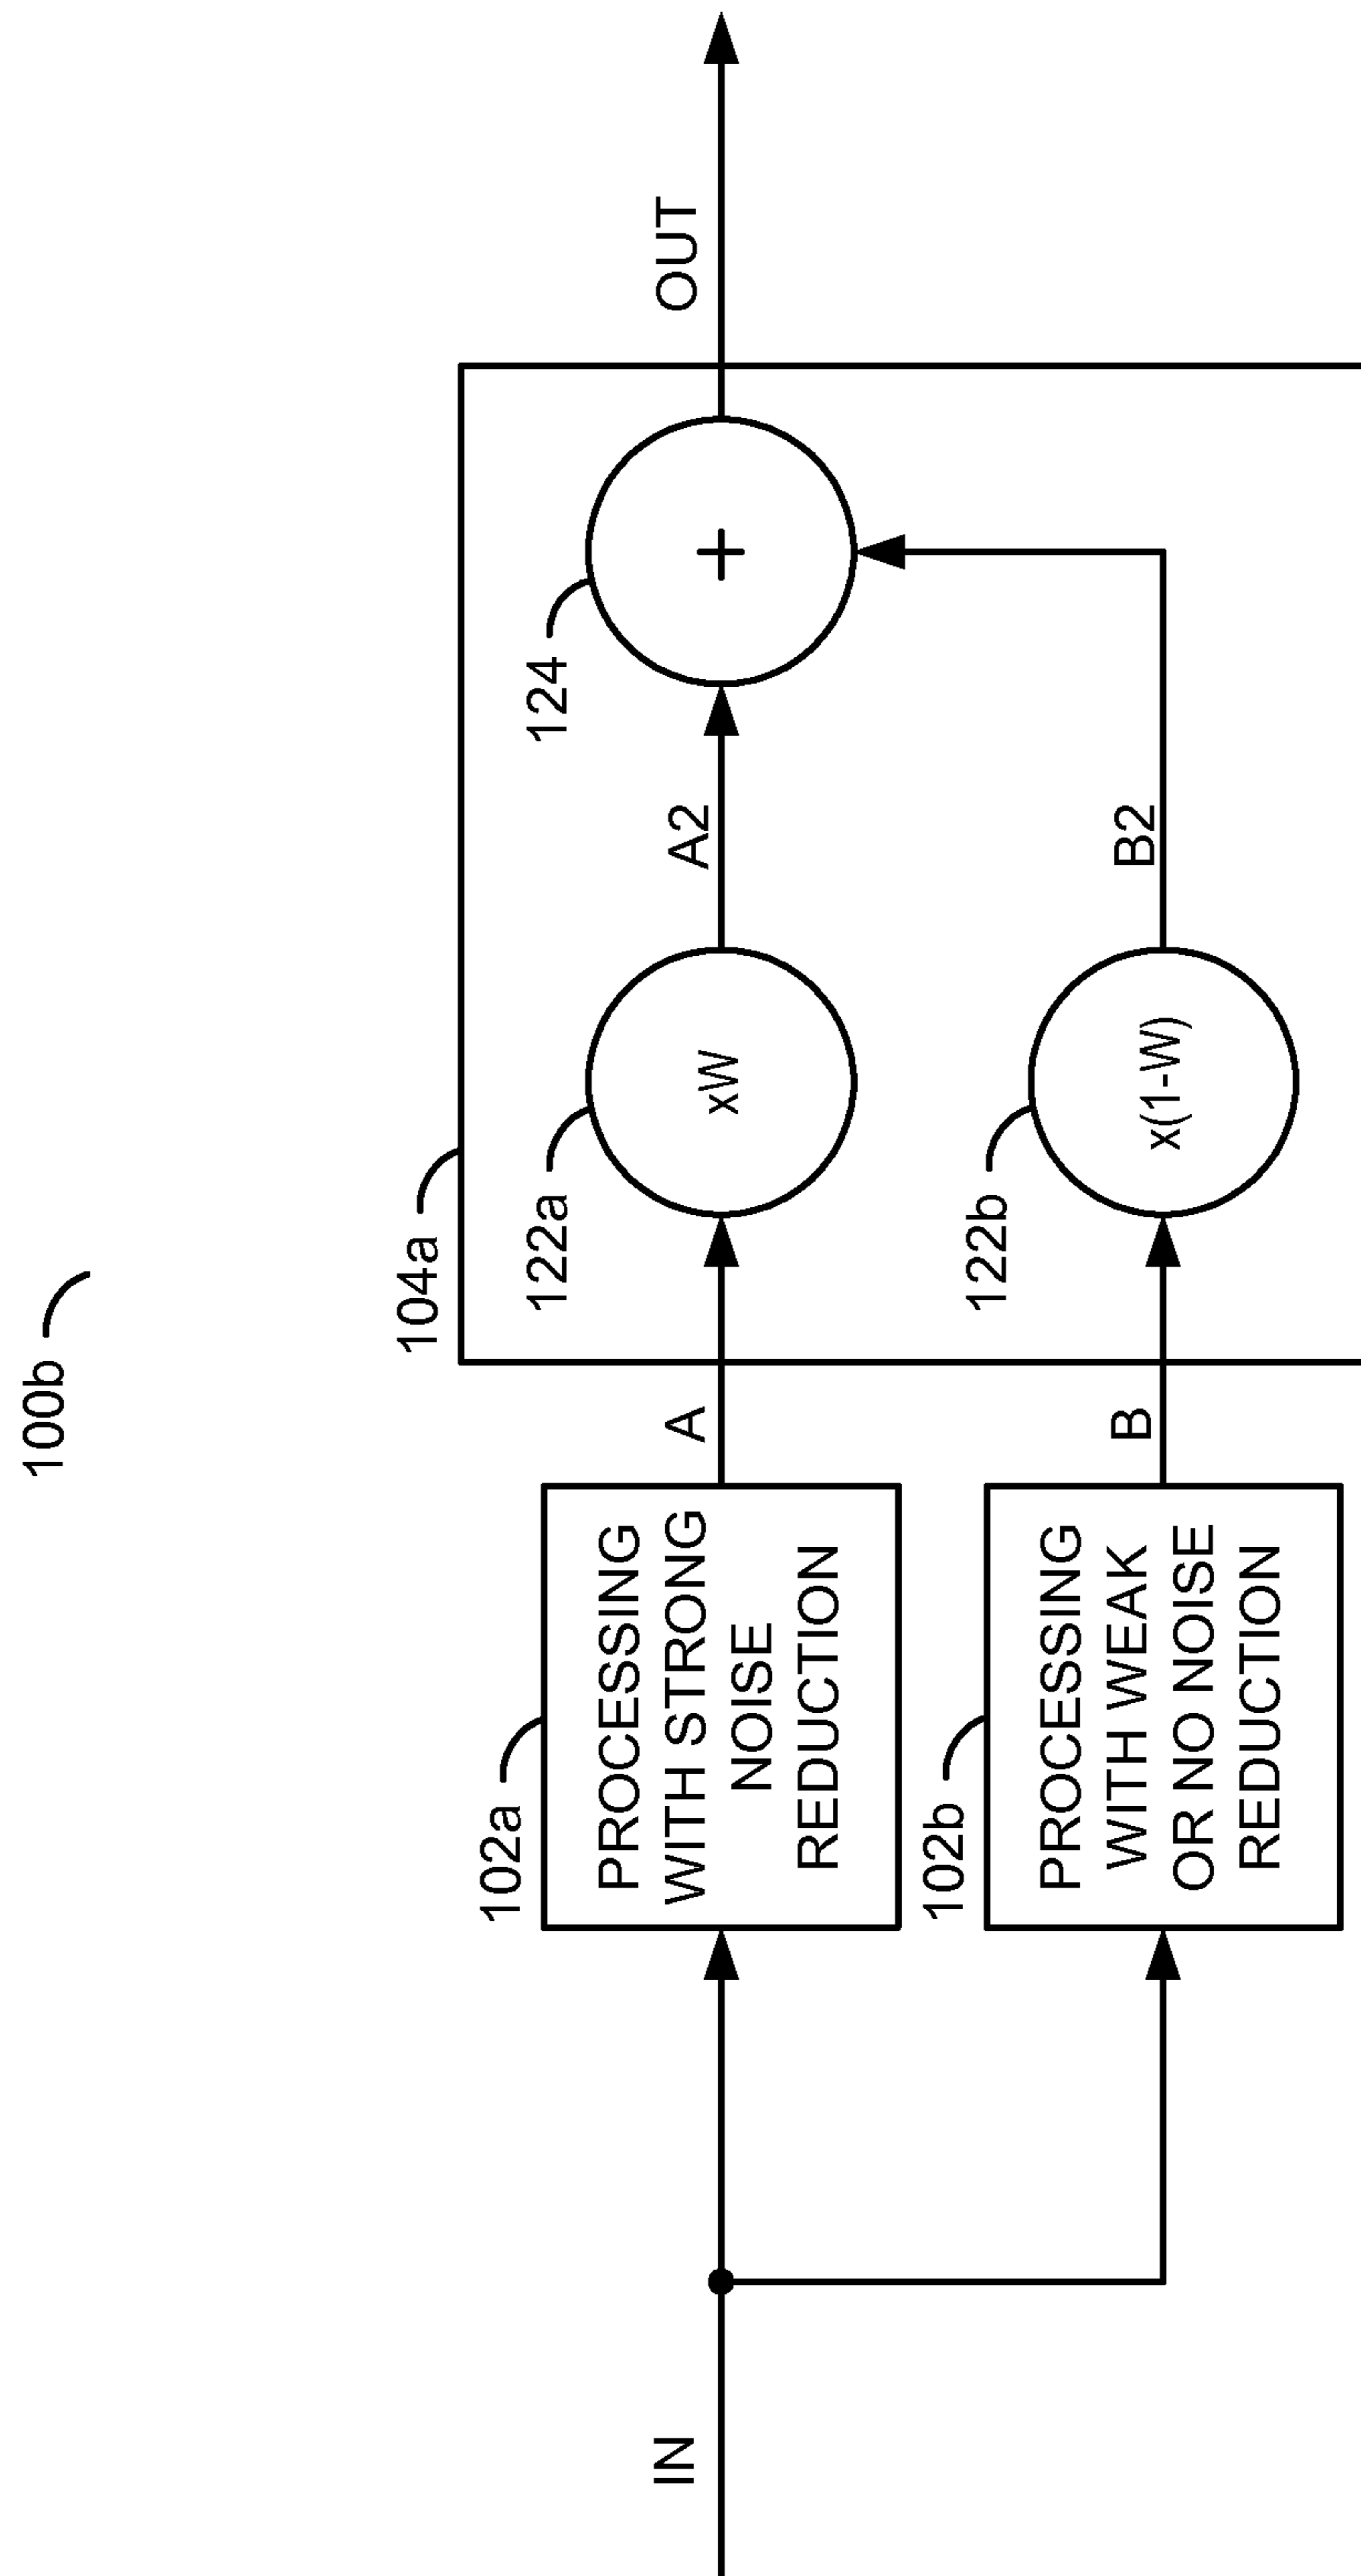 100b
104a
IN
102a
PROCESSING
WITH STRONG
NOISE
REDUCTION
A
122a
xW
A2
124
+
OUT
102b
PROCESSING
WITH WEAK
OR NO NOISE
REDUCTION
B
122b
x(1-W)
B2